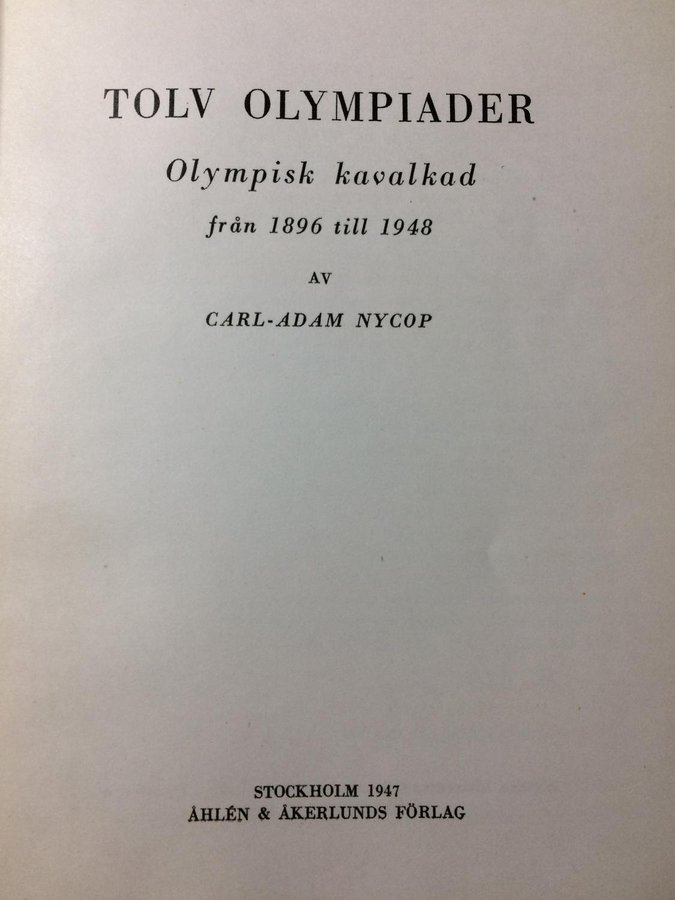 TOLV OLYMPIADER
Olympisk kavalkad
från 1896 till 1948
AV
CARL-ADAM NYCOP
STOCKHOLM 1947
ÅHLÉN & ÅKERLUNDS FÖRLAG